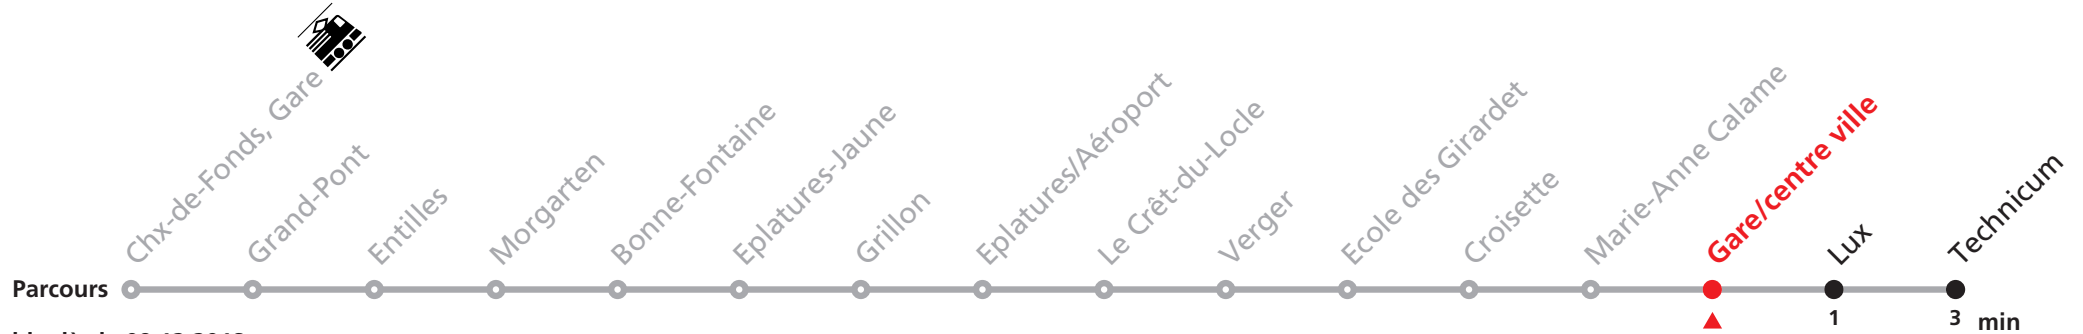 Chx-de-Fonds, Gare
Grand-Pont
Entilles
Morgarten
Bonne-Fontaine
Eplatures-Jaune
Grillon
Eplatures/Aéroport
Le Crêt-du-Locle
Verger
Ecole des Girardet
Croisette
Marie-Anne Calame
Gare/centre ville
Lux
Technicum
Parcours
1
3 min